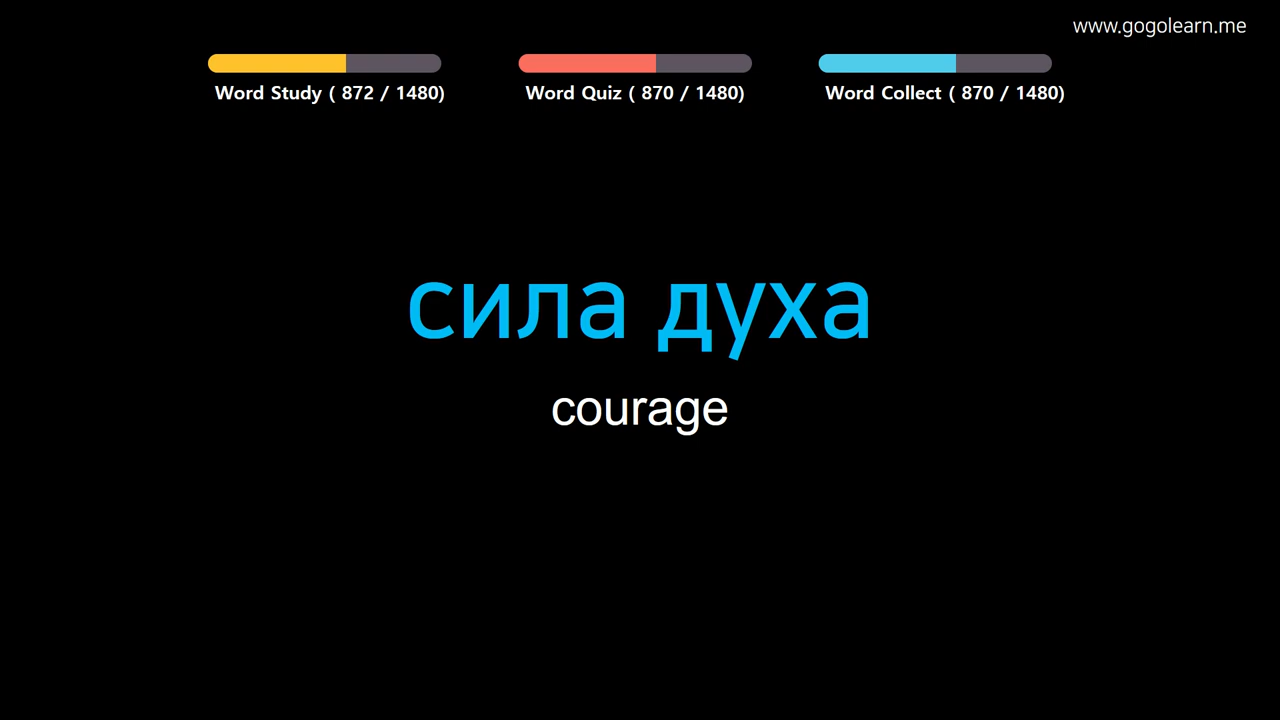 www.gogolearn.me
Word Study ( 872 / 1480)
Word Quiz ( 870 / 1480)
Word Collect ( 870 / 1480)
сила духа
courage